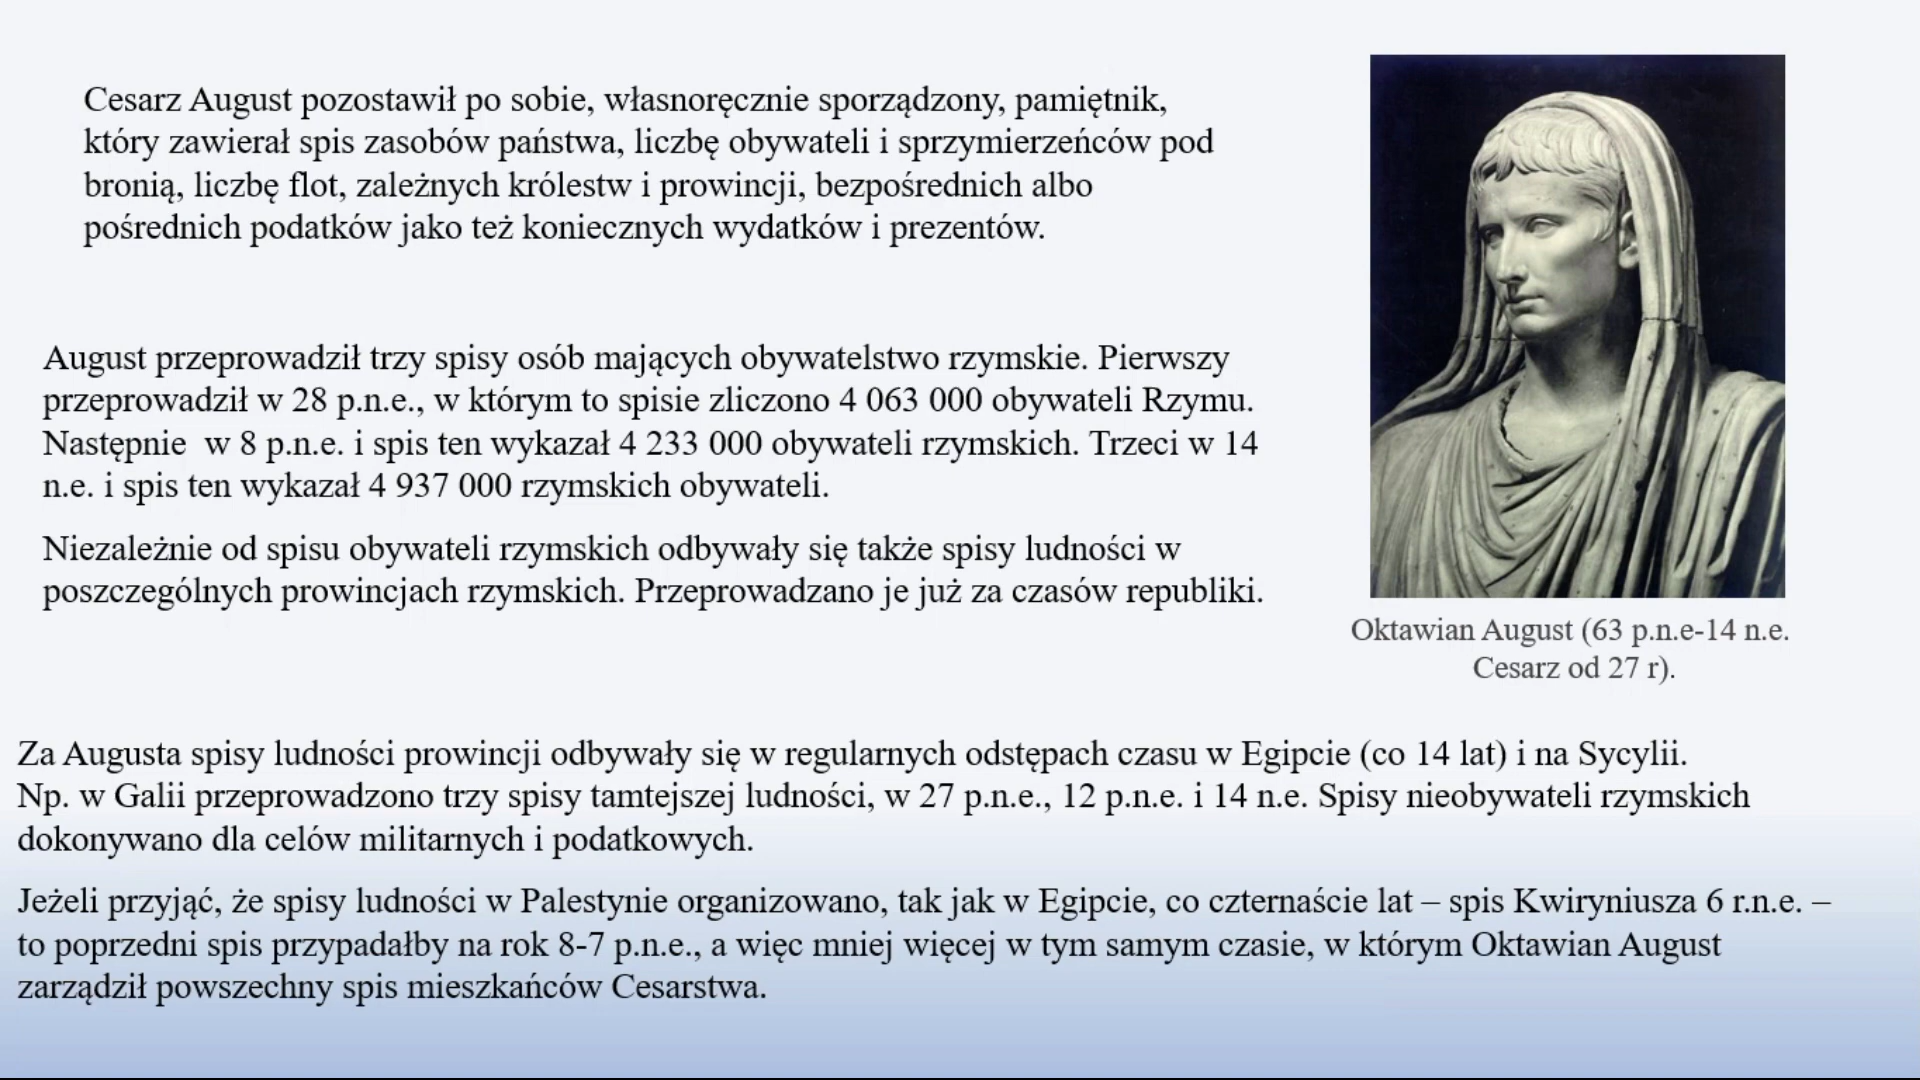 Cesarz August pozostawił po sobie, własnoręcznie sporządzony, pamiętnik,
który zawierał spis zasobów państwa, liczbę obywateli i sprzymierzeńców pod
bronią, liczbę flot, zależnych królestw i prowincji, bezpośrednich albo
pośrednich podatków jako też koniecznych wydatków i prezentów.
August przeprowadził trzy spisy osób mających obywatelstwo rzymskie. Pierwszy
przeprowadził w 28 p.n.e., w którym to spisie zliczono 4 063 000 obywateli Rzymu.
Następnie  w 8 p.n.e. i spis ten wykazał 4 233 000 obywateli rzymskich. Trzeci w 14
n.e. i spis ten wykazał 4 937 000 rzymskich obywateli.
Niezależnie od spisu obywateli rzymskich odbywały się także spisy ludności w
poszczególnych prowincjach rzymskich. Przeprowadzano je już za czasów republiki.
Oktawian August (63 p.n.e-14 n.e.
Cesarz od 27 r).
Za Augusta spisy ludności prowincji odbywały się w regularnych odstępach czasu w Egipcie (co 14 lat) i na Sycylii.
Np. w Galii przeprowadzono trzy spisy tamtejszej ludności, w 27 p.n.e., 12 p.n.e. i 14 n.e. Spisy nieobywateli rzymskich
dokonywano dla celów militarnych i podatkowych.
Jeżeli przyjąć, że spisy ludności w Palestynie organizowano, tak jak w Egipcie, co czternaście lat – spis Kwiryniusza 6 r.n.e. –
to poprzedni spis przypadałby na rok 8-7 p.n.e., a więc mniej więcej w tym samym czasie, w którym Oktawian August
zarządził powszechny spis mieszkańców Cesarstwa.